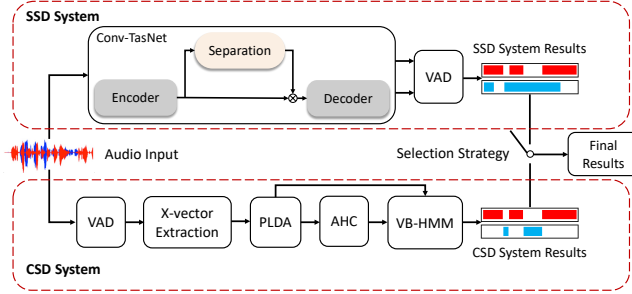 SSD System
Conv-TasNet
Separation
Encoder
Decoder
VAD
SSD System Results
Audio Input
Selection Strategy
Final
Results
VAD
X-vector
Extraction
PLDA
AHC
VB-HMM
CSD System Results
CSD System